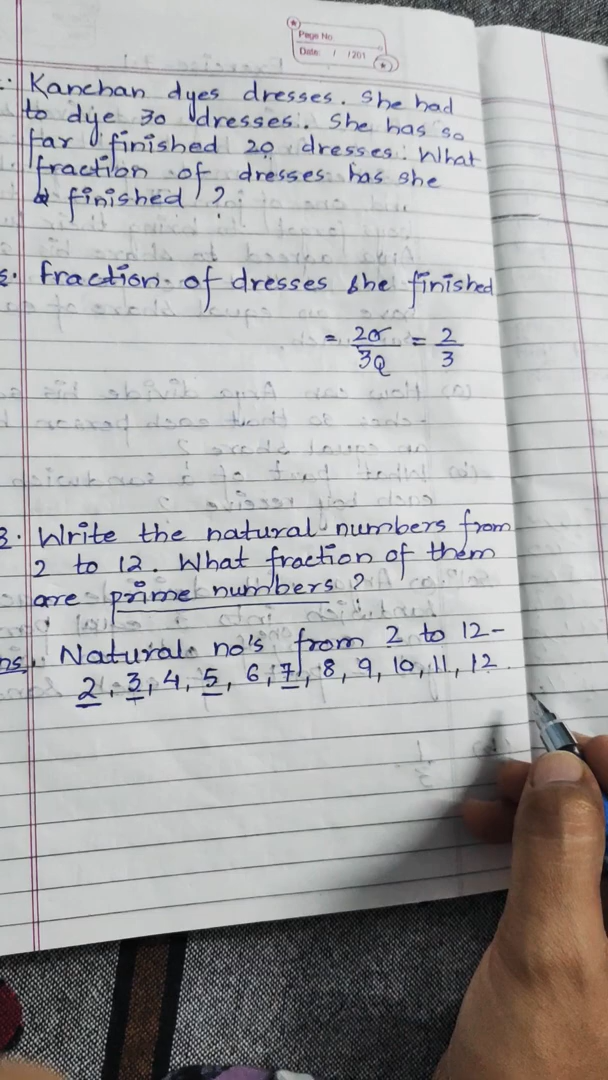 Page No.
Date: / /201
Kanchan dyes dresses. She had
to dye 30 dresses. She has so
far finished 20 dresses. What
fraction of dresses has she
finished ?
s. fraction of dresses she finished
= 20/30 = 2/3
3. Write the natural numbers from
2 to 12. What fraction of them
are prime numbers ?
ns. Natural no's from 2 to 12-
2, 3, 4, 5, 6, 7, 8, 9, 10, 11, 12.